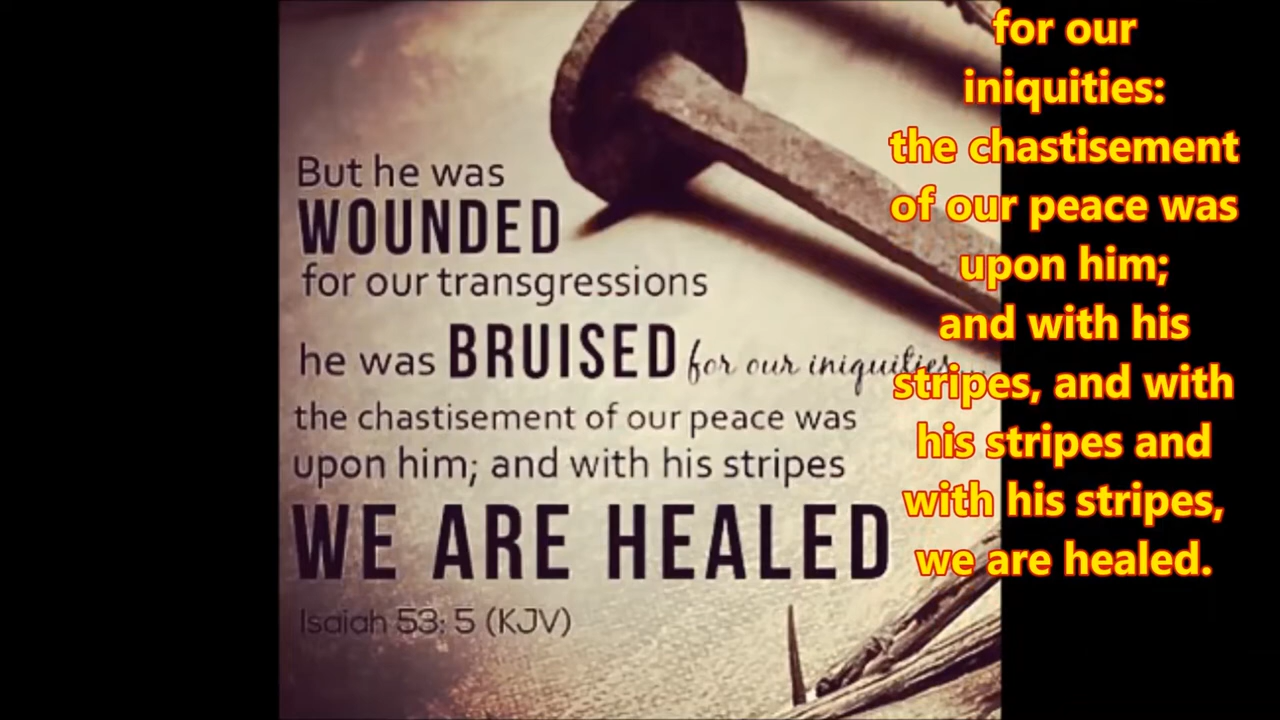 But he was
WOUNDED
for our transgressions
he was BRUISED for our iniquities...
the chastisement of our peace was
upon him; and with his stripes
WE ARE HEALED
Isaiah 53: 5 (KJV)
for our
iniquities:
the chastisement
of our peace was
upon him;
and with his
stripes, and with
his stripes and
with his stripes,
we are healed.